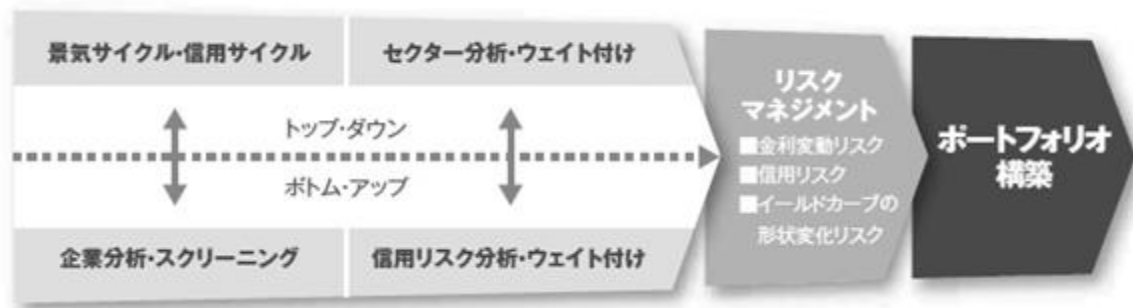 景気サイクル・信用サイクル
セクター分析・ウェイト付け
トップ・ダウン
ボトム・アップ
企業分析・スクリーニング
信用リスク分析・ウェイト付け
リスク
マネジメント
■金利変動リスク
■信用リスク
■イールドカーブの
形状変化リスク
ポートフォリオ
構築